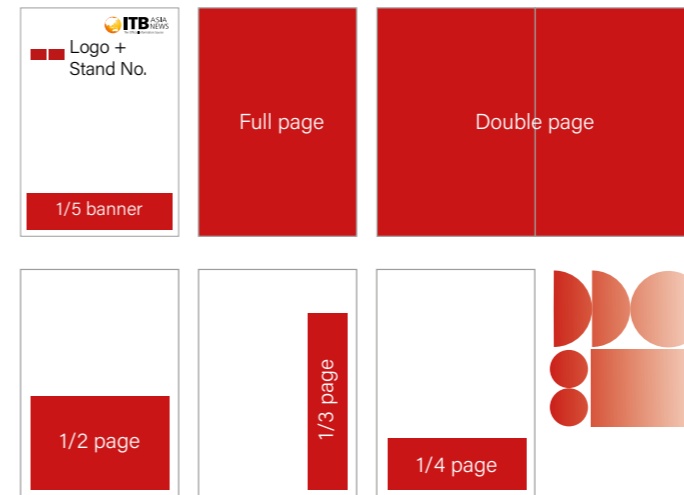 ITB ASIA
NEWS
Logo +
Stand No.
1/5 banner
Full page
Double page
1/2 page
1/3 page
1/4 page